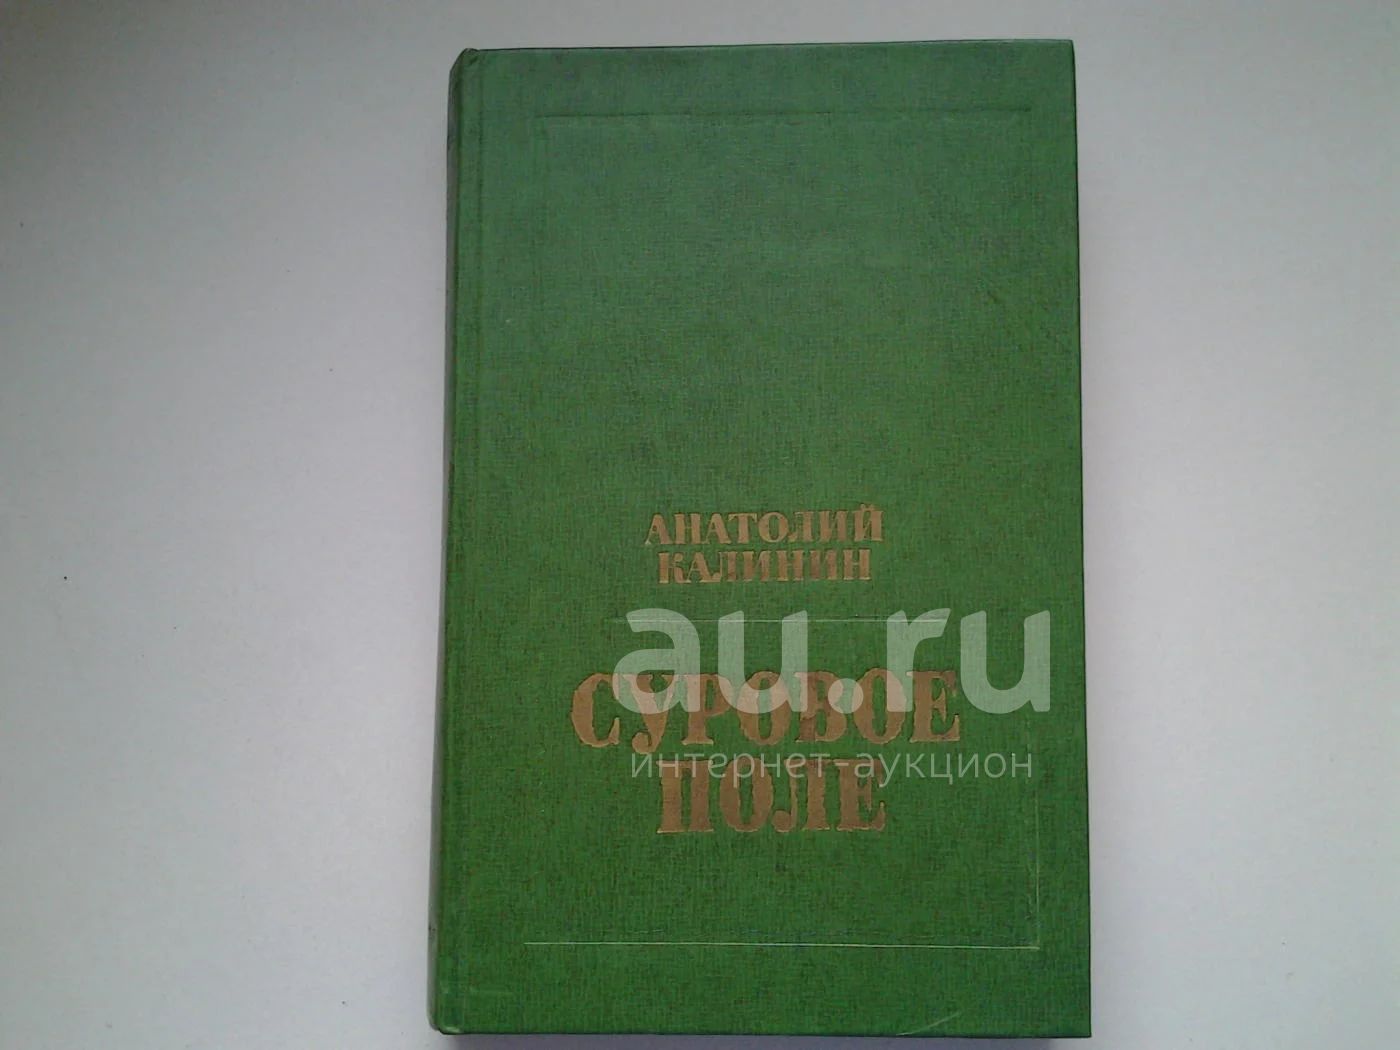 АНАТОЛИЙ
КАЛИНИН
au.ru
СУРОВОЕ
интернет-аукцион
ПОЛЕ